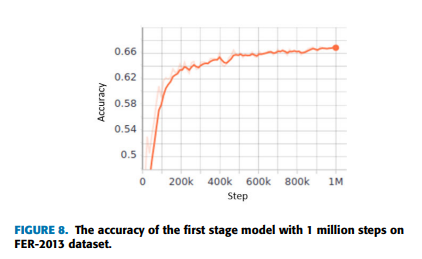 0.66
0.62
0.58
0.54
0.5
Accuracy
0 200k 400k 600k 800k 1M
Step
FIGURE 8. The accuracy of the first stage model with 1 million steps on
FER-2013 dataset.